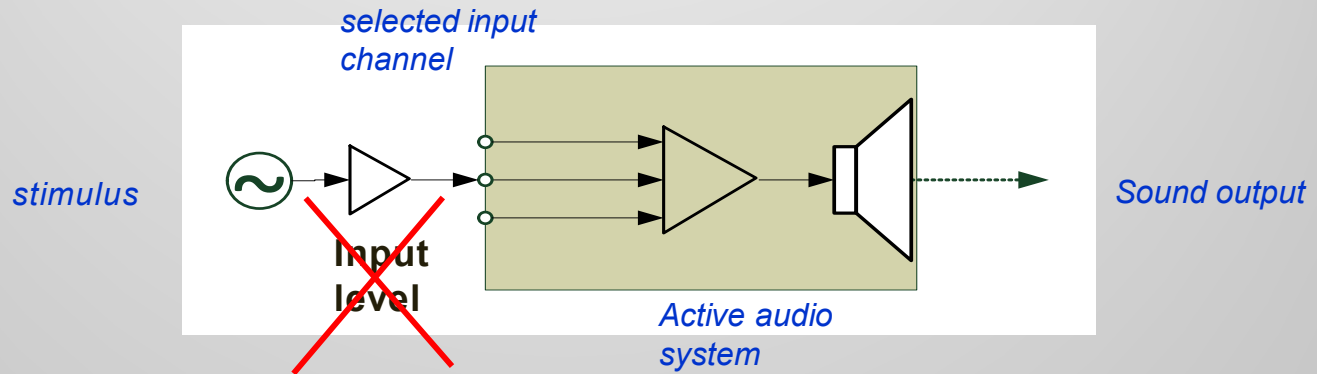 selected input
channel
stimulus
Input
level
Sound output
Active audio
system